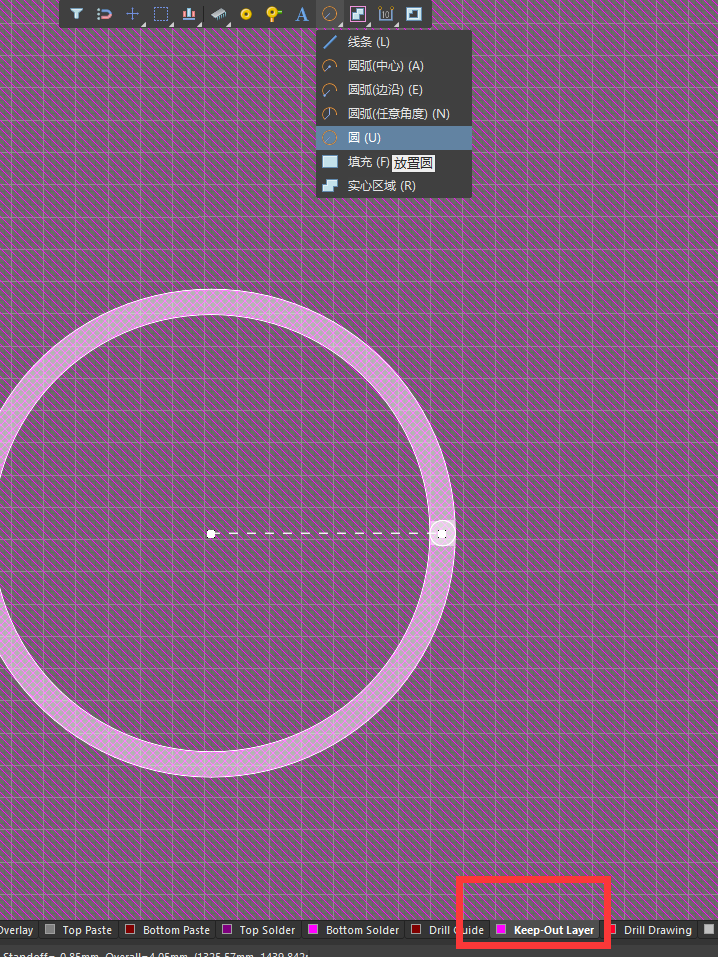 A
10
线条 (L)
圆弧(中心) (A)
圆弧(边沿) (E)
圆弧(任意角度) (N)
圆 (U)
填充 (F) 放置圆
实心区域 (R)
Overlay Top Paste Bottom Paste Top Solder Bottom Solder Drill Guide Keep-Out Layer Drill Drawing